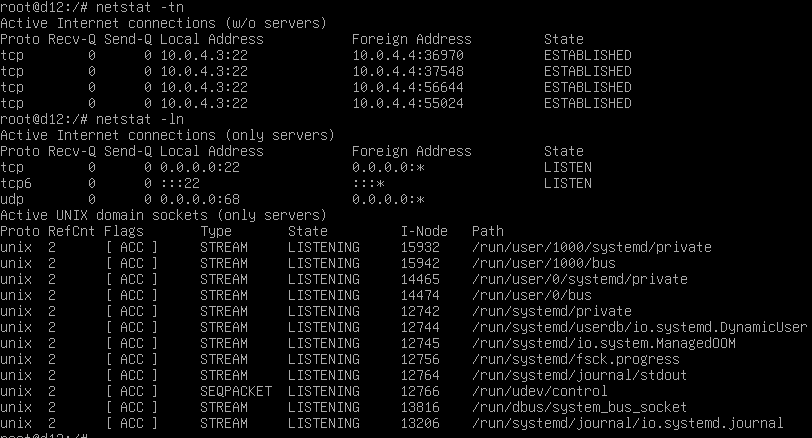 root@d12:/# netstat -tn
Active Internet connections (w/o servers)
Proto Recv-Q Send-Q Local Address           Foreign Address         State
tcp        0      0 10.0.4.3:22             10.0.4.4:36970          ESTABLISHED
tcp        0      0 10.0.4.3:22             10.0.4.4:37548          ESTABLISHED
tcp        0      0 10.0.4.3:22             10.0.4.4:56644          ESTABLISHED
tcp        0      0 10.0.4.3:22             10.0.4.4:55024          ESTABLISHED
root@d12:/# netstat -ln
Active Internet connections (only servers)
Proto Recv-Q Send-Q Local Address           Foreign Address         State
tcp        0      0 0.0.0.0:22              0.0.0.0:*               LISTEN
tcp6       0      0 :::22                   :::*                    LISTEN
udp        0      0 0.0.0.0:68              0.0.0.0:*
Active UNIX domain sockets (only servers)
Proto RefCnt Flags       Type       State         I-Node   Path
unix  2      [ ACC ]     STREAM     LISTENING     15932    /run/user/1000/systemd/private
unix  2      [ ACC ]     STREAM     LISTENING     15942    /run/user/1000/bus
unix  2      [ ACC ]     STREAM     LISTENING     14465    /run/user/0/systemd/private
unix  2      [ ACC ]     STREAM     LISTENING     14474    /run/user/0/bus
unix  2      [ ACC ]     STREAM     LISTENING     12742    /run/systemd/private
unix  2      [ ACC ]     STREAM     LISTENING     12744    /run/systemd/userdb/io.systemd.DynamicUser
unix  2      [ ACC ]     STREAM     LISTENING     12745    /run/systemd/io.system.ManagedOOM
unix  2      [ ACC ]     STREAM     LISTENING     12756    /run/systemd/fsck.progress
unix  2      [ ACC ]     STREAM     LISTENING     12764    /run/systemd/journal/stdout
unix  2      [ ACC ]     SEQPACKET  LISTENING     12766    /run/udev/control
unix  2      [ ACC ]     STREAM     LISTENING     13816    /run/dbus/system_bus_socket
unix  2      [ ACC ]     STREAM     LISTENING     13206    /run/systemd/journal/io.systemd.journal
root@d12:/#